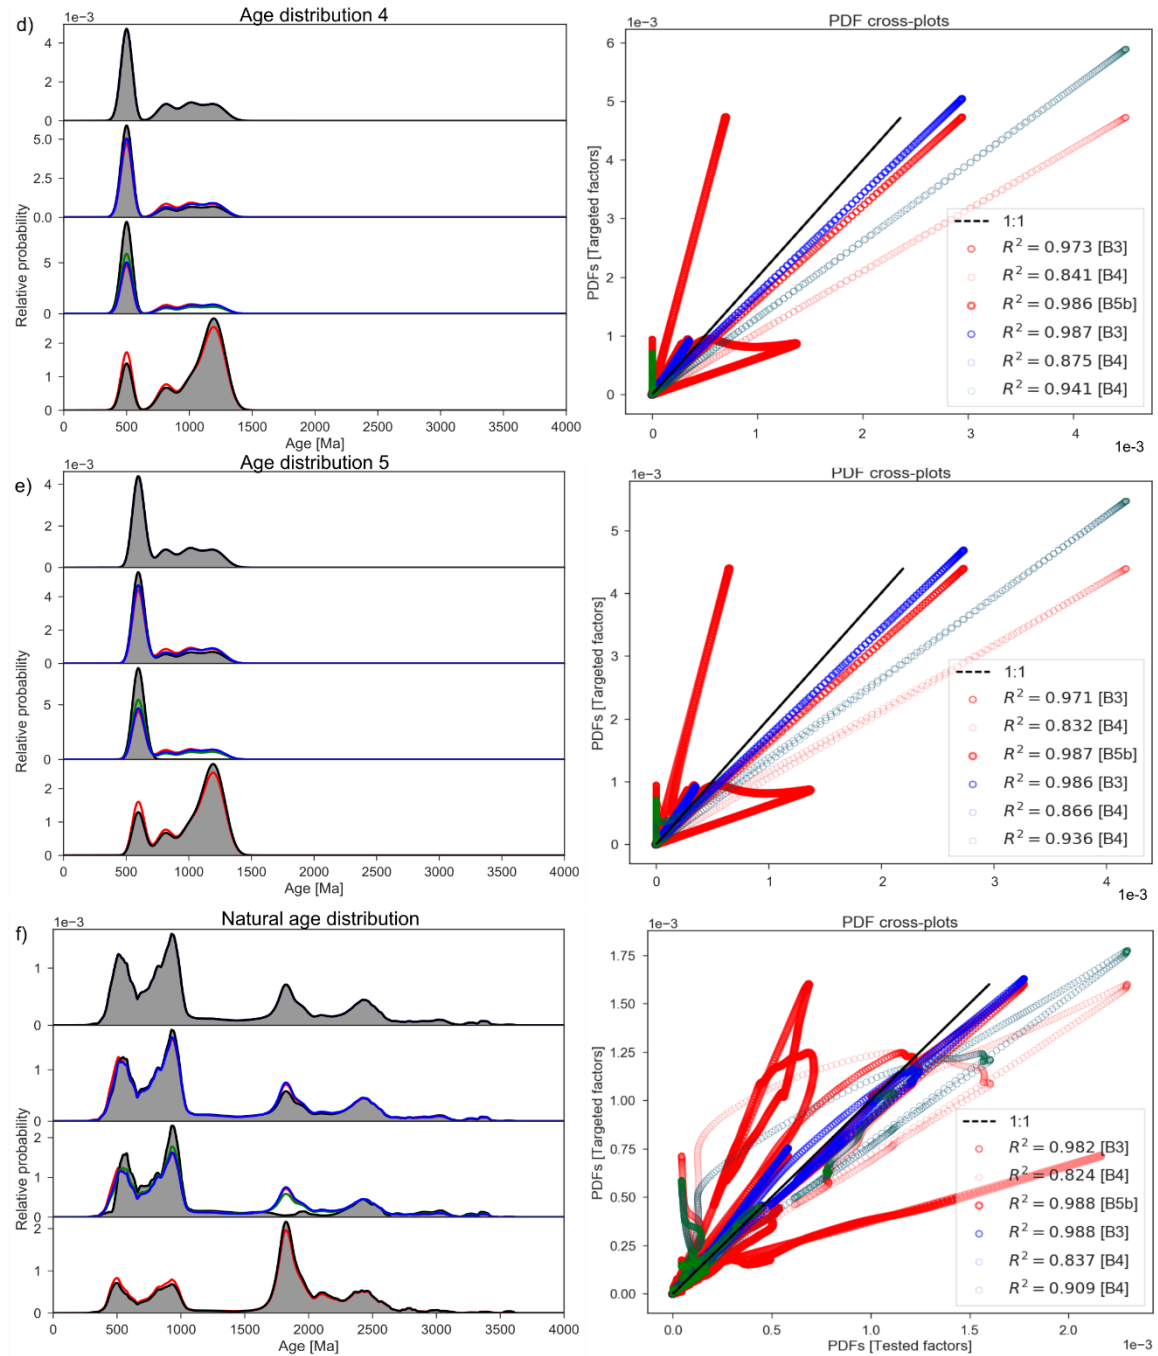 d)
Age distribution 4
1e−3
4
2
0
5.0
2.5
0.0
5
0
2
1
0
Relative probability
0 500 1000 1500 2000 2500 3000 3500 4000
Age [Ma]
PDF cross-plots
1e−3
6
5
4
3
2
1
0
PDFs [Targeted factors]
1:1
R² = 0.973 [B3]
R² = 0.841 [B4]
R² = 0.986 [B5b]
R² = 0.987 [B3]
R² = 0.875 [B4]
R² = 0.941 [B4]
0 1 2 3 4
1e-3
e)
Age distribution 5
1e−3
4
2
0
4
2
0
5
0
2
1
0
Relative probability
0 500 1000 1500 2000 2500 3000 3500 4000
Age [Ma]
PDF cross-plots
1e−3
5
4
3
2
1
0
PDFs [Targeted factors]
1:1
R² = 0.971 [B3]
R² = 0.832 [B4]
R² = 0.987 [B5b]
R² = 0.986 [B3]
R² = 0.866 [B4]
R² = 0.936 [B4]
0 1 2 3 4
1e-3
f)
Natural age distribution
1e−3
1
0
1
0
2
1
0
2
1
0
Relative probability
0 500 1000 1500 2000 2500 3000 3500 4000
Age [Ma]
PDF cross-plots
1e−3
1.75
1.50
1.25
1.00
0.75
0.50
0.25
0.00
PDFs [Targeted factors]
1:1
R² = 0.982 [B3]
R² = 0.824 [B4]
R² = 0.988 [B5b]
R² = 0.988 [B3]
R² = 0.837 [B4]
R² = 0.909 [B4]
0.0 0.5 1.0 1.5 2.0
PDFs [Tested factors]
1e−3